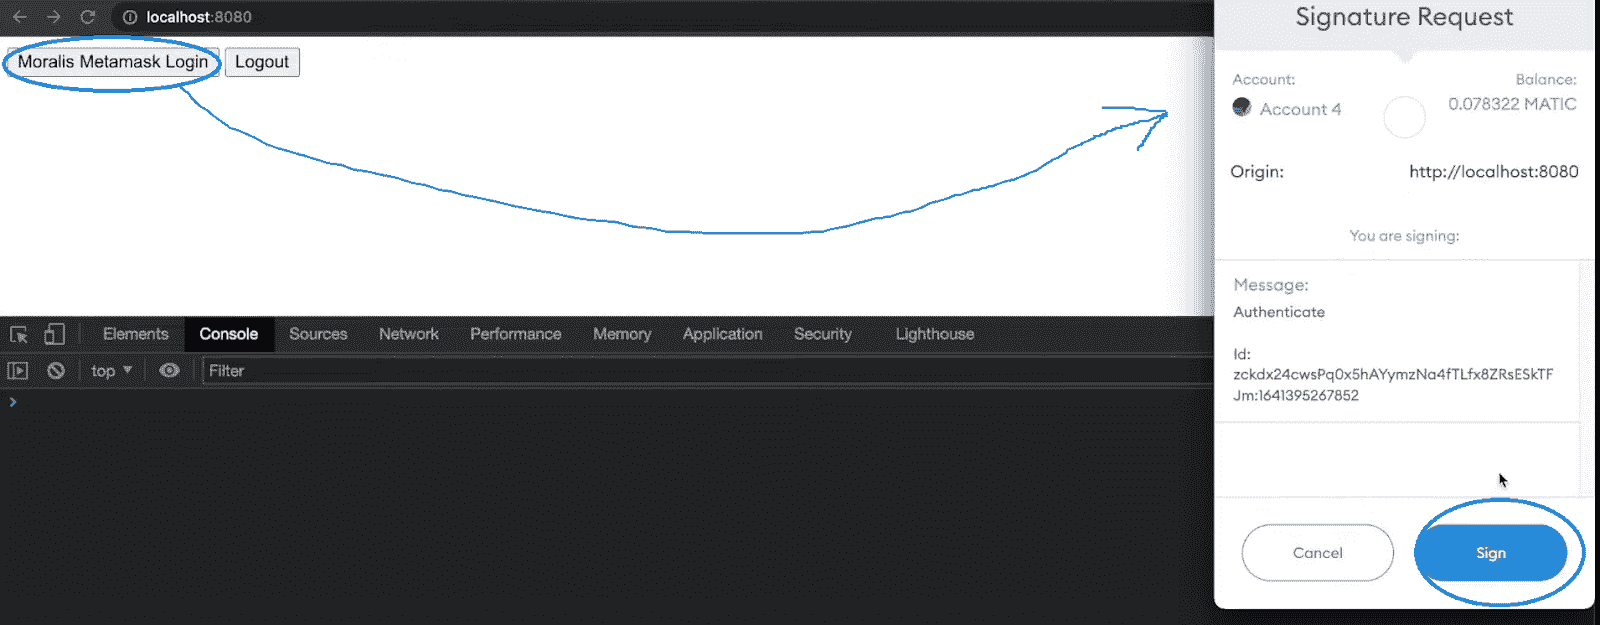 localhost:8080
Moralis Metamask Login Logout
Elements Console Sources Network Performance Memory Application Security Lighthouse
top Filter
Signature Request
Account: Balance:
Account 4 0.078322 MATIC
Origin: http://localhost:8080
You are signing:
Message:
Authenticate
Id:
zckdx24cwsPq0x5hAYymzNa4fTLfx8ZRsESkTF
Jm:1641395267852
Cancel Sign